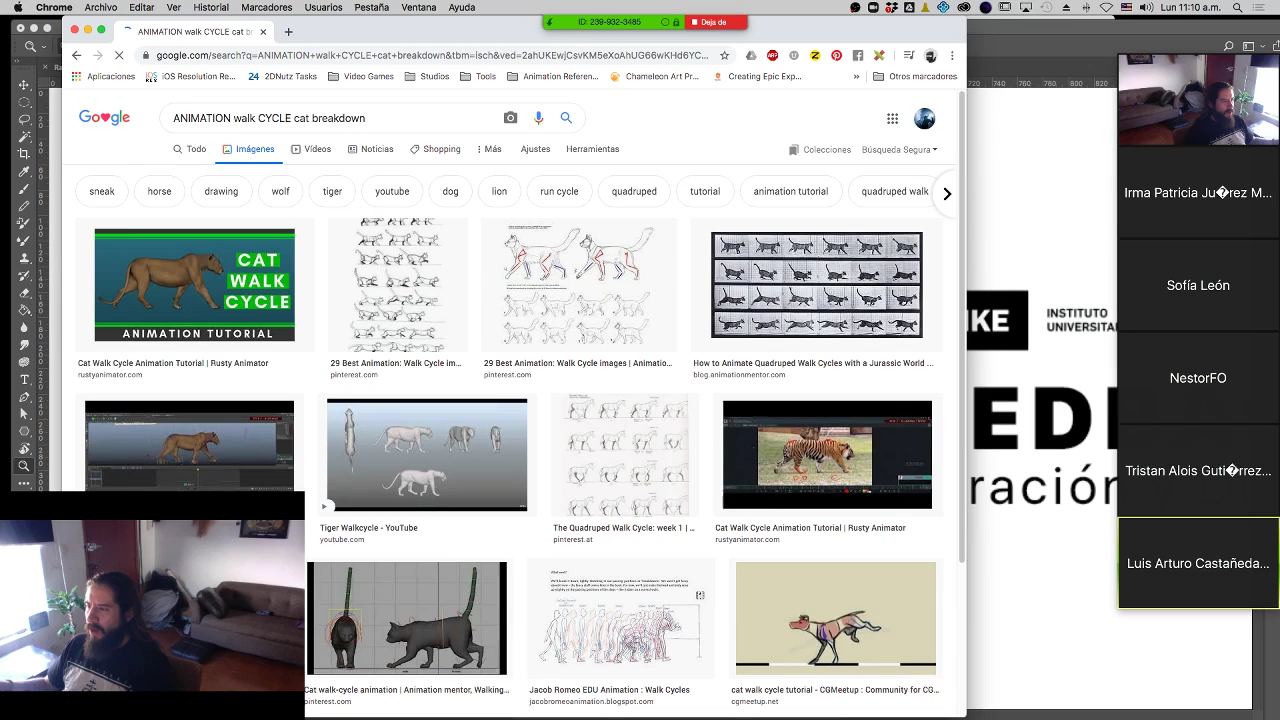 Chrome Archivo Editar Ver Historial Marcadores Usuarios Pestaña Ventana Ayuda
Lun 11:10 a.m.
ANIMATION walk CYCLE cat br
ID: 239-932-3485
Deja de
google.com/search?q=ANIMATION+walk+CYCLE+cat+breakdown&tbm=isch&ved=2ahUKEwjCsvKM5eXoAhUG66wKHd6YC...
Aplicaciones
iOS Resolution Re...
24 2DNutz Tasks
Video Games
Studios
Tools
Animation Referen...
Chameleon Art Pr...
Creating Epic Exp...
»
Otros marcadores
740 760 780 800 820
Google
ANIMATION walk CYCLE cat breakdown
Todo
Imágenes
Vídeos
Noticias
Shopping
Más
Ajustes
Herramientas
Colecciones
Búsqueda Segura
sneak
horse
drawing
wolf
tiger
youtube
dog
lion
run cycle
quadruped
tutorial
animation tutorial
quadruped walk
CAT
WALK
CYCLE
ANIMATION TUTORIAL
Cat Walk Cycle Animation Tutorial | Rusty Animator
rustyanimator.com
29 Best Animation: Walk Cycle im...
pinterest.com
29 Best Animation: Walk Cycle images | Animatio...
pinterest.com
How to Animate Quadruped Walk Cycles with a Jurassic World ...
blog.animationmentor.com
Tiger Walkcycle - YouTube
youtube.com
The Quadruped Walk Cycle: week 1 | ...
pinterest.at
Cat Walk Cycle Animation Tutorial | Rusty Animator
rustyanimator.com
Cat walk-cycle animation | Animation mentor, Walking...
pinterest.com
Jacob Romeo EDU Animation : Walk Cycles
jacobromeoanimation.blogspot.com
cat walk cycle tutorial - CGMeetup : Community for CG...
cgmeetup.net
IKE
INSTITUTO
UNIVERSITA
EDI
ración
Irma Patricia Ju�rez M...
Sofía León
NestorFO
Tristan Alois Guti�rrez...
Luis Arturo Castañeda...